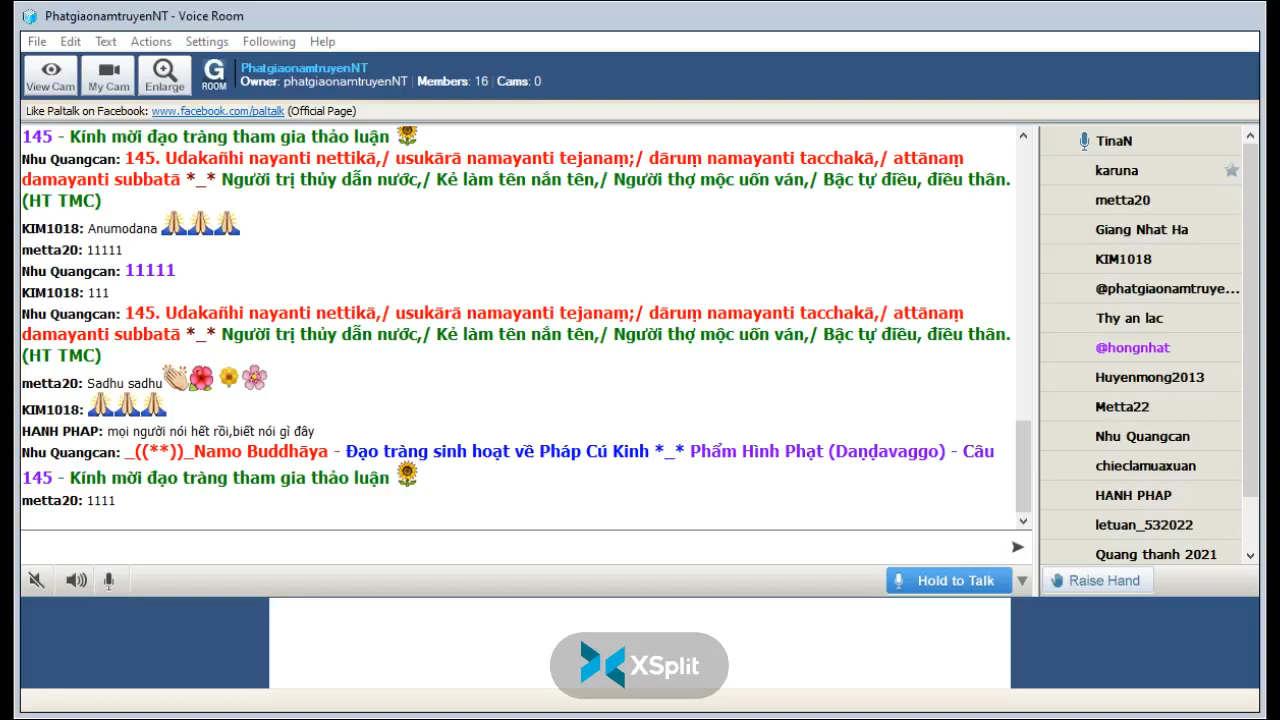 PhatgiaonamtruyenNT - Voice Room
File Edit Text Actions Settings Following Help
View Cam My Cam Enlarge G ROOM
PhatgiaonamtruyenNT
Owner: phatgiaonamtruyenNT | Members: 16 | Cams: 0
Like Paltalk on Facebook: www.facebook.com/paltalk (Official Page)
145 - Kính mời đạo tràng tham gia thảo luận
Nhu Quangcan: 145. Udakañhi nayanti nettikā,/ usukārā namayanti tejanaṃ;/ dāruṃ namayanti tacchakā,/ attānaṃ
damayanti subbatā *_* Người trị thủy dẫn nước,/ Kẻ làm tên nắn tên,/ Người thợ mộc uốn ván,/ Bậc tự điều, điều thân.
(HT TMC)
KIM1018: Anumodana
metta20: 11111
Nhu Quangcan: 11111
KIM1018: 111
Nhu Quangcan: 145. Udakañhi nayanti nettikā,/ usukārā namayanti tejanaṃ;/ dāruṃ namayanti tacchakā,/ attānaṃ
damayanti subbatā *_* Người trị thủy dẫn nước,/ Kẻ làm tên nắn tên,/ Người thợ mộc uốn ván,/ Bậc tự điều, điều thân.
(HT TMC)
metta20: Sadhu sadhu
KIM1018:
HANH PHAP: mọi người nói hết rồi,biết nói gì đây
Nhu Quangcan: _((**))_Namo Buddhāya - Đạo tràng sinh hoạt về Pháp Cú Kinh *_* Phẩm Hình Phạt (Daṇḍavaggo) - Câu
145 - Kính mời đạo tràng tham gia thảo luận
metta20: 1111
TinaN
karuna
metta20
Giang Nhat Ha
KIM1018
@phatgiaonamtruye...
Thy an lac
@hongnhat
Huyenmong2013
Metta22
Nhu Quangcan
chieclamuaxuan
HANH PHAP
letuan_532022
Quang thanh 2021
Hold to Talk
Raise Hand
XSplit